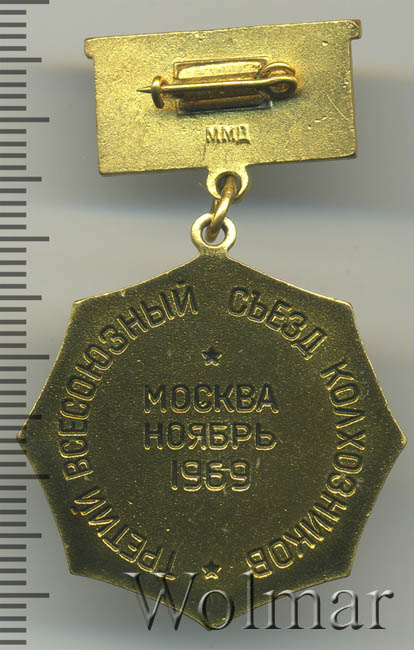 ММД
ТРЕТИЙ ВСЕСОЮЗНЫЙ СЪЕЗД КОЛХОЗНИКОВ
МОСКВА
НОЯБРЬ
1969
Wolmar